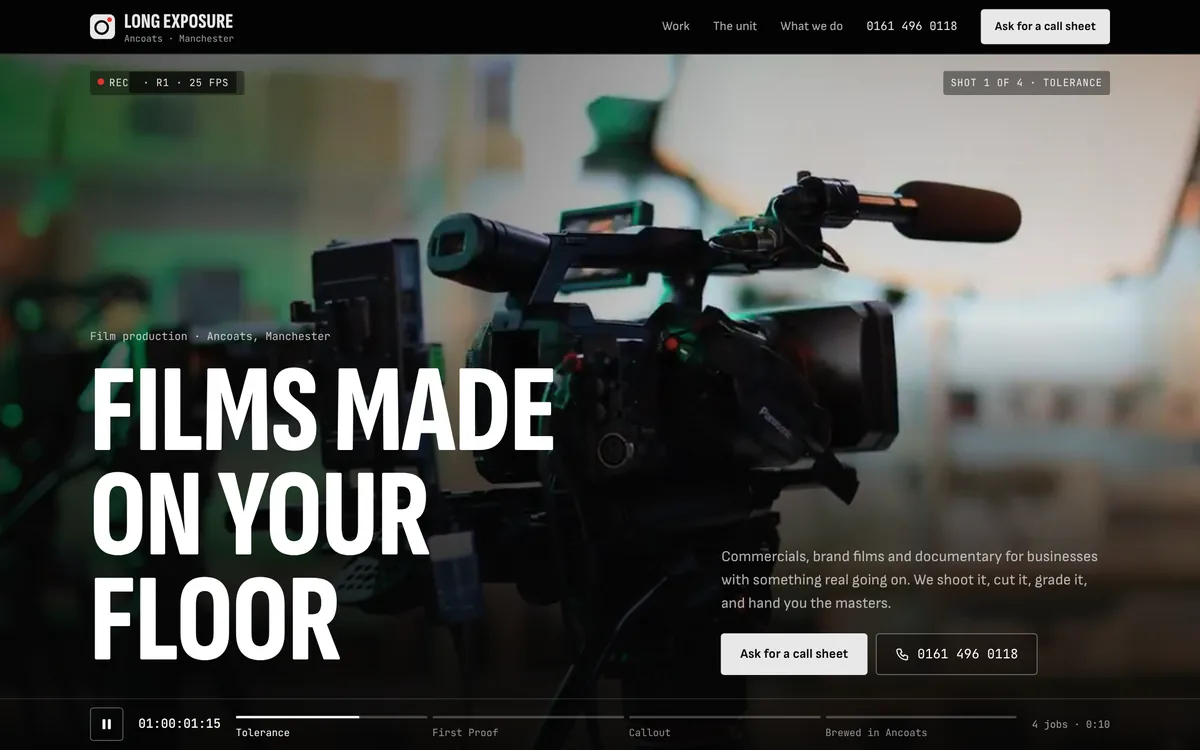 LONG EXPOSURE
Ancoats · Manchester
Work
The unit
What we do
0161 496 0118
Ask for a call sheet
REC · R1 · 25 FPS
SHOT 1 OF 4 · TOLERANCE
Film production · Ancoats, Manchester
FILMS MADE
ON YOUR
FLOOR
Panasonic
Commercials, brand films and documentary for businesses
with something real going on. We shoot it, cut it, grade it,
and hand you the masters.
Ask for a call sheet
0161 496 0118
01:00:01:15
Tolerance
First Proof
Callout
Brewed in Ancoats
4 jobs · 0:10